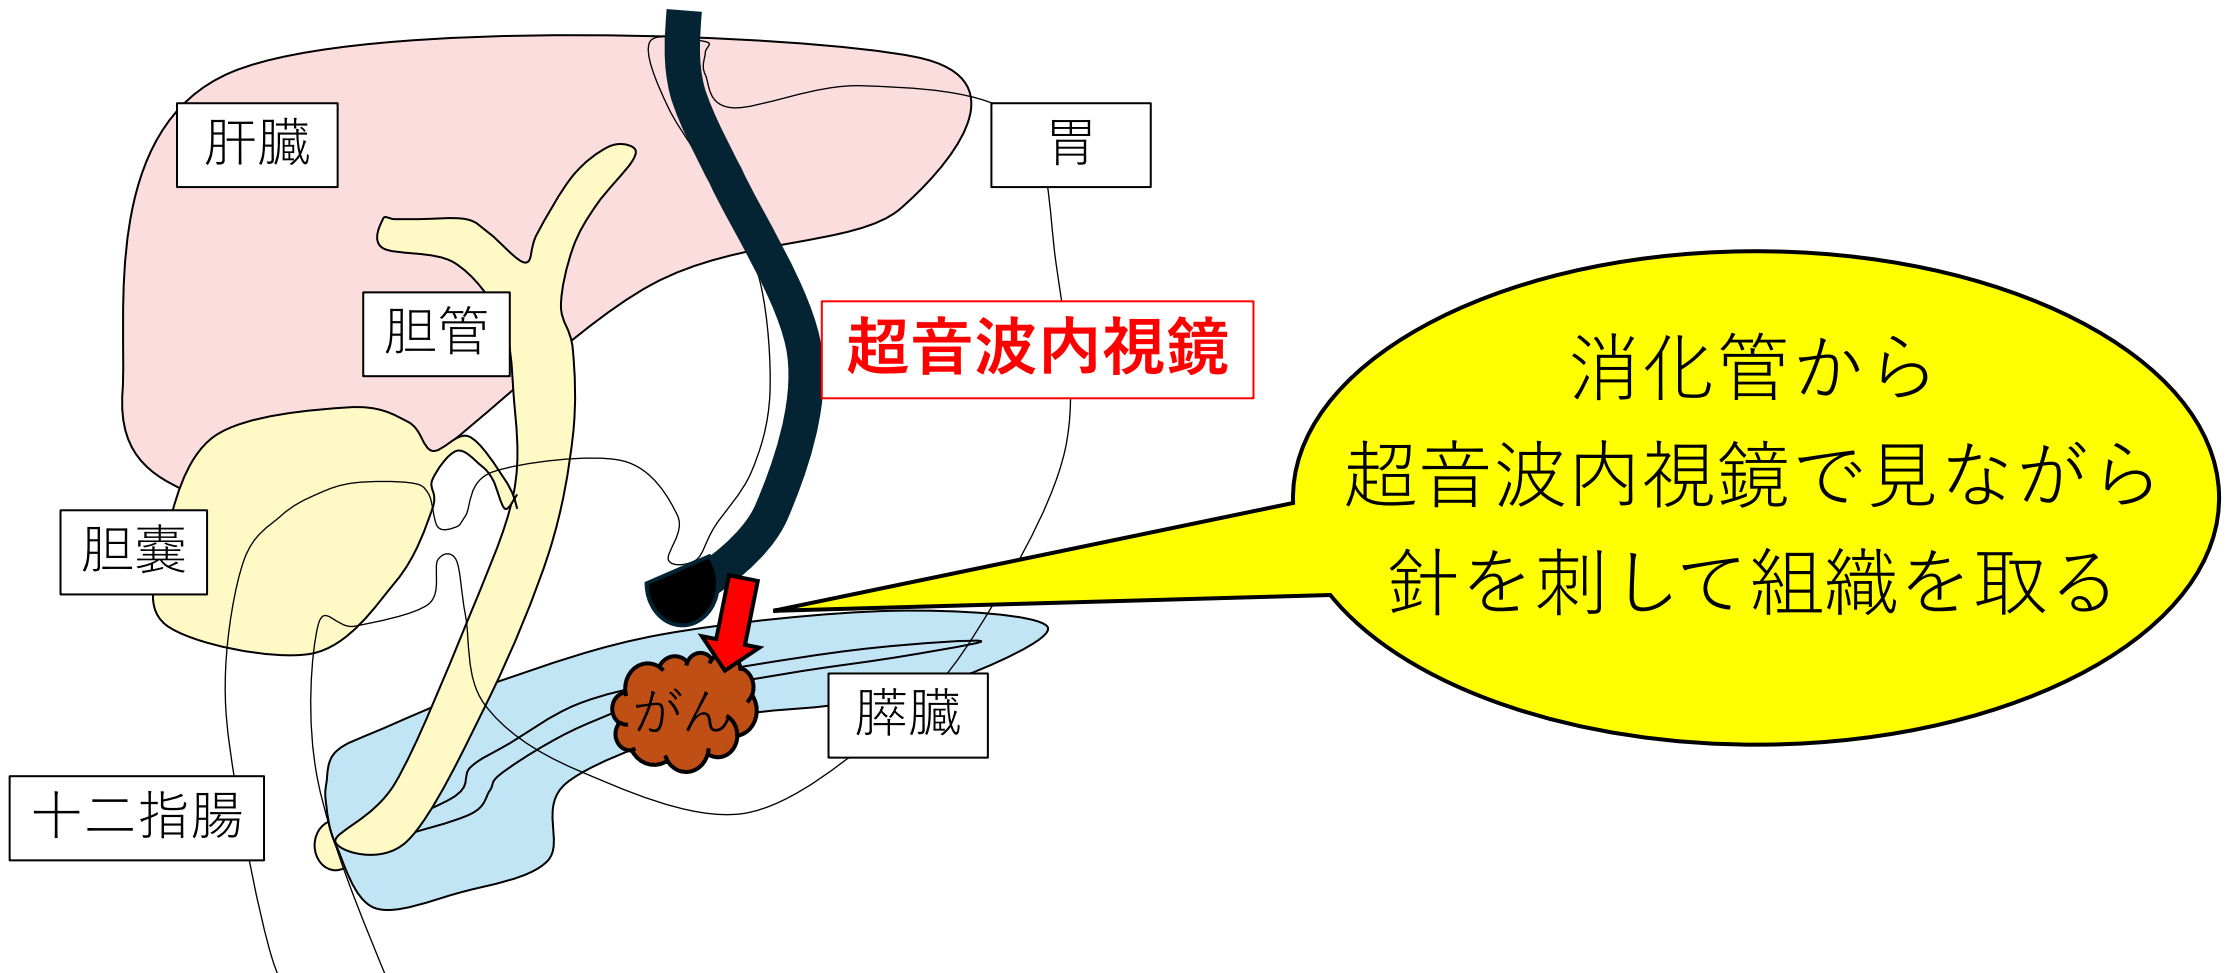 肝臓
胃
胆管
超音波内視鏡
消化管から
超音波内視鏡で見ながら
針を刺して組織を取る
胆嚢
がん
膵臓
十二指腸